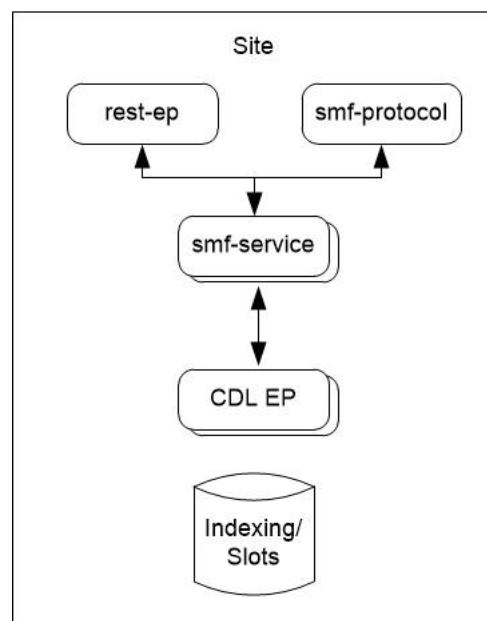 Site
rest-ep
smf-protocol
smf-service
CDL EP
Indexing/
Slots